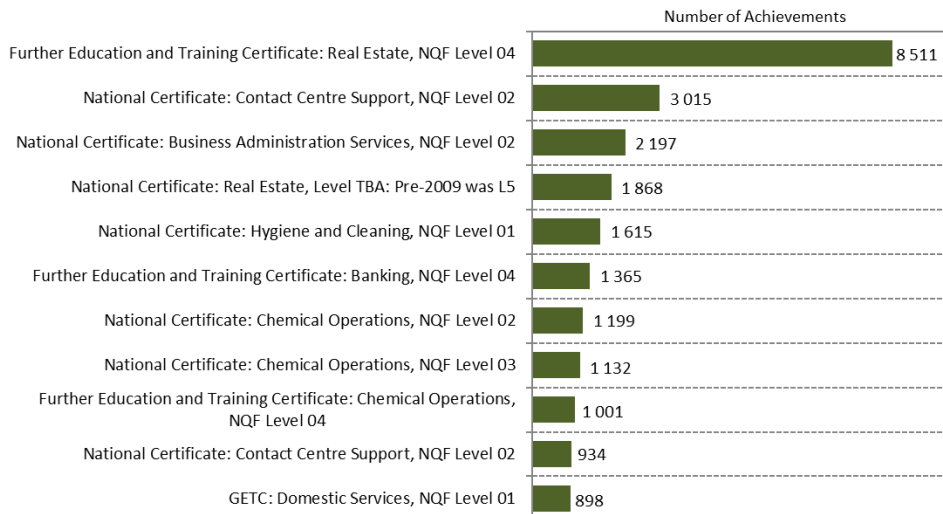 Number of Achievements
Further Education and Training Certificate: Real Estate, NQF Level 04
8 511
National Certificate: Contact Centre Support, NQF Level 02
3 015
National Certificate: Business Administration Services, NQF Level 02
2 197
National Certificate: Real Estate, Level TBA: Pre-2009 was L5
1 868
National Certificate: Hygiene and Cleaning, NQF Level 01
1 615
Further Education and Training Certificate: Banking, NQF Level 04
1 365
National Certificate: Chemical Operations, NQF Level 02
1 199
National Certificate: Chemical Operations, NQF Level 03
1 132
Further Education and Training Certificate: Chemical Operations,
NQF Level 04
1 001
National Certificate: Contact Centre Support, NQF Level 02
934
GETC: Domestic Services, NQF Level 01
898